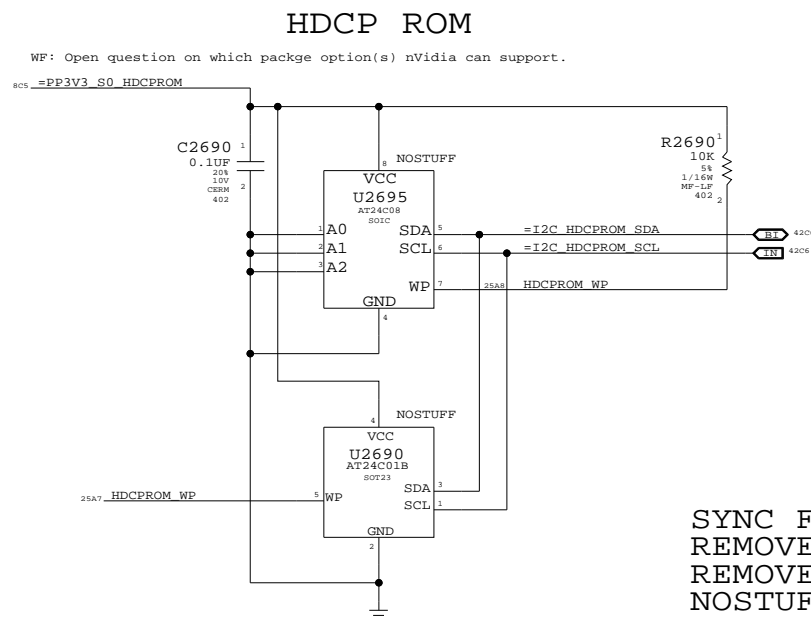 HDCP ROM
WF: Open question on which packge option(s) nVidia can support.
8C5 =PP3V3_S0_HDCPROM
C2690 1
0.1UF
20%
10V
CERM
402
2
R2690 1
10K
5%
1/16W
MF-LF
402
2
8 NOSTUFF
VCC
U2695
AT24C08
SOIC
1 A0
2 A1
3 A2
SDA 5 =I2C_HDCPROM_SDA BI
SCL 6 =I2C_HDCPROM_SCL IN 42C6
WP 7 25A8 HDCPROM_WP
GND
4
4 NOSTUFF
VCC
U2690
AT24C01B
SOT23
25A7 HDCPROM_WP 5 WP
SDA 3
SCL 1
GND
2
SYNC
REMOVE
REMOVE